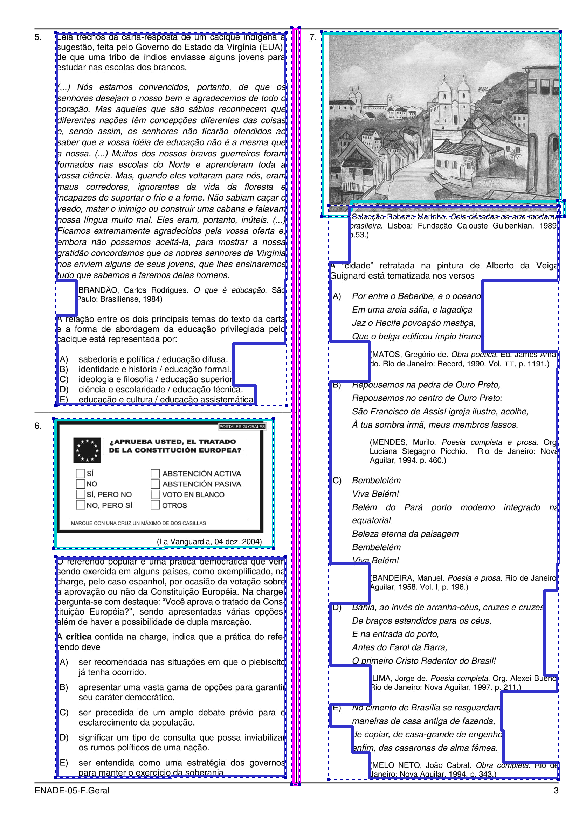 5.
Leia trechos da carta-resposta de um cacique indígena à
sugestão, feita pelo Governo do Estado da Virgínia (EUA),
de que uma tribo de índios enviasse alguns jovens para
estudar nas escolas dos brancos.
(...) Nós estamos convencidos, portanto, de que os
senhores desejam o nosso bem e agradecemos de todo o
coração. Mas aqueles que são sábios reconhecem que
diferentes nações têm concepções diferentes das coisas
e, sendo assim, os senhores não ficarão ofendidos ao
saber que a vossa idéia de educação não é a mesma que
a nossa. (...) Muitos dos nossos bravos guerreiros foram
formados nas escolas do Norte e aprenderam toda a
vossa ciência. Mas, quando eles voltaram para nós, eram
maus corredores, ignorantes da vida da floresta e
incapazes de suportar o frio e a fome. Não sabiam caçar o
veado, matar o inimigo ou construir uma cabana e falavam
nossa língua muito mal. Eles eram, portanto, inúteis. (...)
Ficamos extremamente agradecidos pela vossa oferta e,
embora não possamos aceitá-la, para mostrar a nossa
gratidão concordamos que os nobres senhores de Virgínia
nos enviem alguns de seus jovens, que lhes ensinaremos
tudo que sabemos e faremos deles homens.
(BRANDÃO, Carlos Rodrigues. O que é educação. São
Paulo: Brasiliense, 1984)
A relação entre os dois principais temas do texto da carta
e a forma de abordagem da educação privilegiada pelo
cacique está representada por:
A) sabedoria e política / educação difusa.
B) identidade e história / educação formal.
C) ideologia e filosofia / educação superior.
D) ciência e escolaridade / educação técnica.
E) educação e cultura / educação assistemática.
6.
¿APRUEBA USTED, EL TRATADO
DE LA CONSTITUCIÓN EUROPEA?
SÍ
NO
SÍ, PERO NO
NO, PERO SÍ
ABSTENCIÓN ACTIVA
ABSTENCIÓN PASIVA
VOTO EN BLANCO
OTROS
MARQUE CON UNA CRUZ UN MÁXIMO DE DOS CASILLAS
(La Vanguardia, 04 dez. 2004)
O referendo popular é uma prática democrática que vem
sendo exercida em alguns países, como exemplificado, na
charge, pelo caso espanhol, por ocasião da votação sobre
a aprovação ou não da Constituição Européia. Na charge,
pergunta-se com destaque: "Você aprova o tratado da Cons-
tituição Européia?", sendo apresentadas várias opções,
além de haver a possibilidade de dupla marcação.
A crítica contida na charge indica que a prática do refe-
rendo deve
A) ser recomendada nas situações em que o plebiscito
já tenha ocorrido.
B) apresentar uma vasta gama de opções para garantir
seu caráter democrático.
C) ser precedida de um amplo debate prévio para o
esclarecimento da população.
D) significar um tipo de consulta que possa inviabilizar
os rumos políticos de uma nação.
E) ser entendida como uma estratégia dos governos
para manter o exercício da soberania.
7.
brasileira. Lisboa: Fundação Calouste Gulbenkian, 1989.
p.53.)
A "cidade" retratada na pintura de Alberto da Veiga
Guignard está tematizada nos versos
A) Por entre o Beberibe, e o oceano
Em uma areia sáfia, e lagadiça
Jaz o Recife povoação mestiça,
Que o belga edificou ímpio tirano.
(MATOS, Gregório de. Obra poética. Ed. James Ama-
do. Rio de Janeiro: Record, 1990. Vol. II, p. 1191.)
B) Repousemos na pedra de Ouro Preto,
Repousemos no centro de Ouro Preto:
São Francisco de Assis! igreja ilustre, acolhe,
À tua sombra irmã, meus membros lassos.
(MENDES, Murilo. Poesia completa e prosa. Org.
Luciana Stegagno Picchio. Rio de Janeiro: Nova
Aguilar, 1994. p. 460.)
C) Bembelelém
Viva Belém!
Belém do Pará porto moderno integrado na
equatorial
Beleza eterna da paisagem
Bembelelém
Viva Belém!
(BANDEIRA, Manuel. Poesia e prosa. Rio de Janeiro:
Aguilar, 1958. Vol. I, p. 196.)
D) Bahia, ao invés de arranha-céus, cruzes e cruzes
De braços estendidos para os céus,
E na entrada do porto,
Antes do Farol da Barra,
O primeiro Cristo Redentor do Brasil!
(LIMA, Jorge de. Poesia completa. Org. Alexei Bueno.
Rio de Janeiro: Nova Aguilar, 1997. p. 211.)
E) No cimento de Brasília se resguardam
maneiras de casa antiga de fazenda,
de copiar, de casa-grande de engenho,
enfim, das casaronas de alma fêmea.
(MELO NETO, João Cabral. Obra completa. Rio de
Janeiro: Nova Aguilar, 1994. p. 343.)
ENADE-05-F.Geral
3